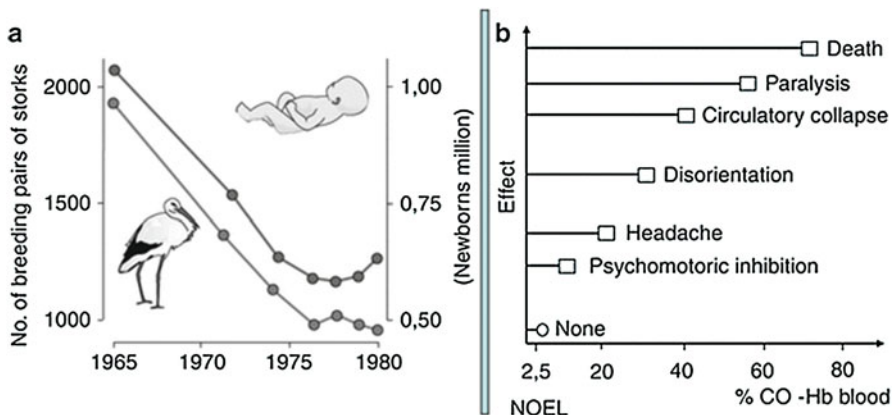 a
No. of breeding pairs of storks
2000
1500
1000
1965
1970
1975
1980
1,00
0,75
0,50
(Newborns million)
b
Effect
Death
Paralysis
Circulatory collapse
Disorientation
Headache
Psychomotoric inhibition
None
2,5
20
40
60
80
NOEL
% CO -Hb blood